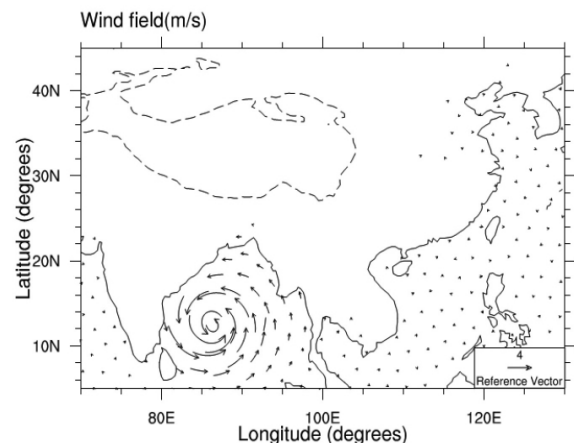 Wind field(m/s)
40N
30N
20N
10N
Latitude (degrees)
4
Reference Vector
80E 100E 120E
Longitude (degrees)